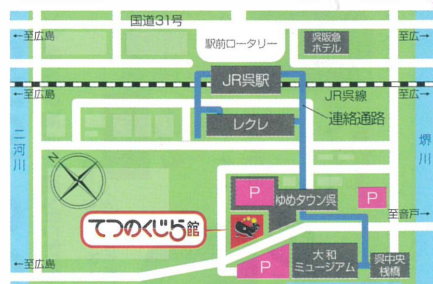 国道31号
←至広島
駅前ロータリー
呉阪急
ホテル
至広→
JR呉駅
←至広島
JR呉線
至広→
レクレ
連絡通路
二河川
堺川
N
P
ゆめタウン呉
P
てつのくじら館
至音戸→
←至広島
P
大和
ミュージアム
呉中央
桟橋